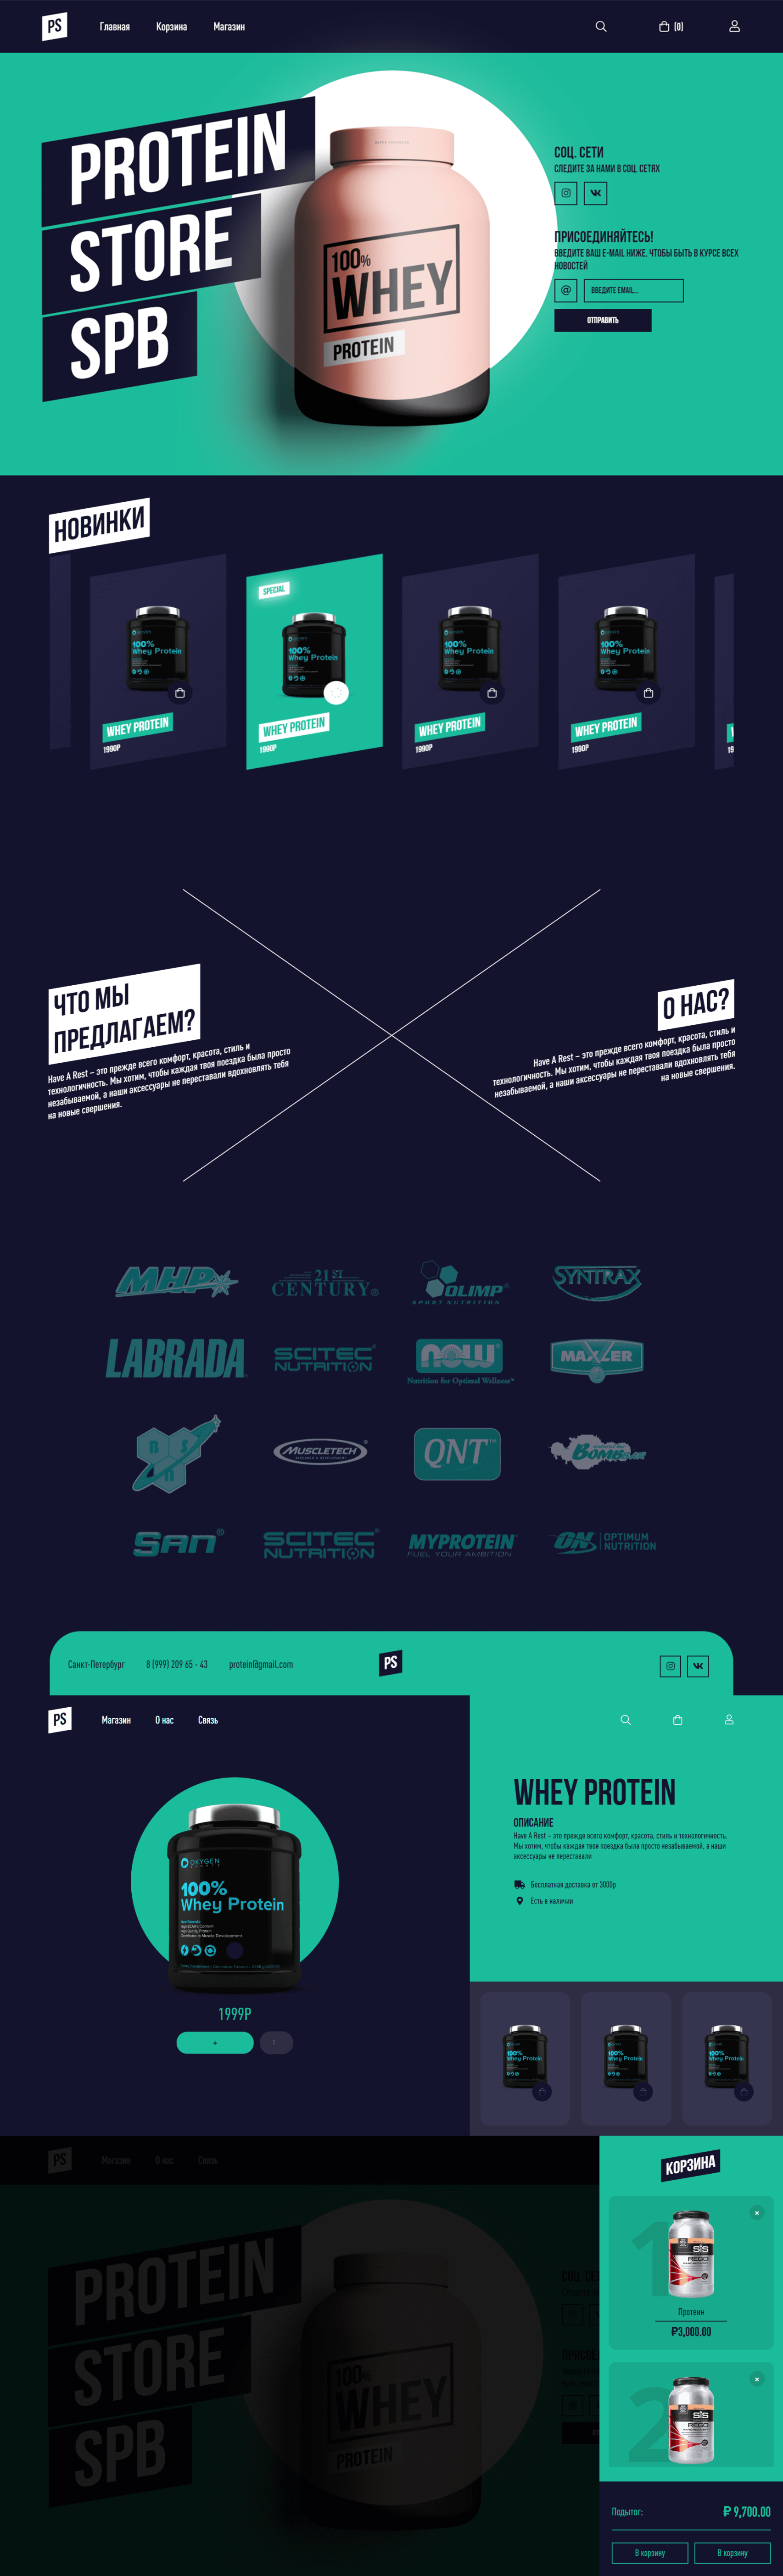 PS
Главная
Корзина
Магазин
(0)
PROTEIN
STORE
SPB
100%
WHEY
PROTEIN
СОЦ. СЕТИ
СЛЕДИТЕ ЗА НАМИ В СОЦ. СЕТЯХ
ПРИСОЕДИНЯЙТЕСЬ!
ВВЕДИТЕ ВАШ E-MAIL НИЖЕ, ЧТОБЫ БЫТЬ В КУРСЕ ВСЕХ
НОВОСТЕЙ
@
ВВЕДИТЕ EMAIL...
ОТПРАВИТЬ
НОВИНКИ
100%
Whey Protein
WHEY PROTEIN
1990Р
SPECIAL
100%
Whey Protein
WHEY PROTEIN
1990Р
100%
Whey Protein
WHEY PROTEIN
1990Р
100%
Whey Protein
WHEY PROTEIN
1990Р
ЧТО МЫ
ПРЕДЛАГАЕМ?
Have A Rest – это прежде всего комфорт, красота, стиль и
технологичность. Мы хотим, чтобы каждая твоя поездка была просто
незабываемой, а наши аксессуары не переставали вдохновлять тебя
на новые свершения.
О НАС?
Have A Rest – это прежде всего комфорт, красота, стиль и
технологичность. Мы хотим, чтобы каждая твоя поездка была просто
незабываемой, а наши аксессуары не переставали вдохновлять тебя
на новые свершения.
MHP
21ST
CENTURY®
OLIMP®
SPORT NUTRITION
SYNTRAX
LABRADA
SCITEC
NUTRITION
NOW
Nutrition for Optimal Wellness™
MAXLER
BSN
MUSCLETECH®
RESEARCH & DEVELOPMENT
QNT™
BOMBBAR
SAN®
SCITEC
NUTRITION
MYPROTEIN
FUEL YOUR AMBITION
ON
OPTIMUM
NUTRITION
Санкт-Петербург
8 (999) 209 65 - 43
protein@gmail.com
PS
PS
Магазин
О нас
Связь
OXYGEN
100%
Whey Protein
1999Р
+
1
WHEY PROTEIN
ОПИСАНИЕ
Have A Rest – это прежде всего комфорт, красота, стиль и технологичность.
Мы хотим, чтобы каждая твоя поездка была просто незабываемой, а наши
аксессуары не переставали
Бесплатная доставка от 3000р
Есть в наличии
100%
Whey Protein
100%
Whey Protein
100%
Whey Protein
PS
Магазин
О нас
Связь
PROTEIN
STORE
SPB
100%
WHEY
PROTEIN
КОРЗИНА
1
SiS
REGO
Протеин
₽3,000.00
2
SiS
REGO
Подытог:
₽ 9,700.00
В корзину
В корзину